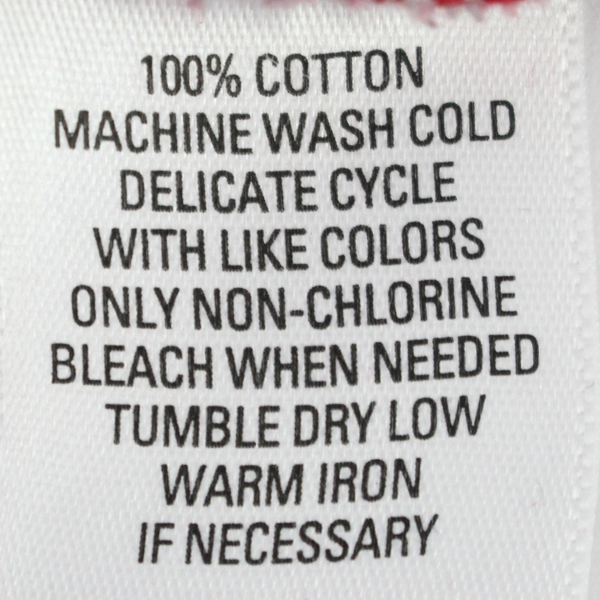 100% COTTON
MACHINE WASH COLD
DELICATE CYCLE
WITH LIKE COLORS
ONLY NON-CHLORINE
BLEACH WHEN NEEDED
TUMBLE DRY LOW
WARM IRON
IF NECESSARY